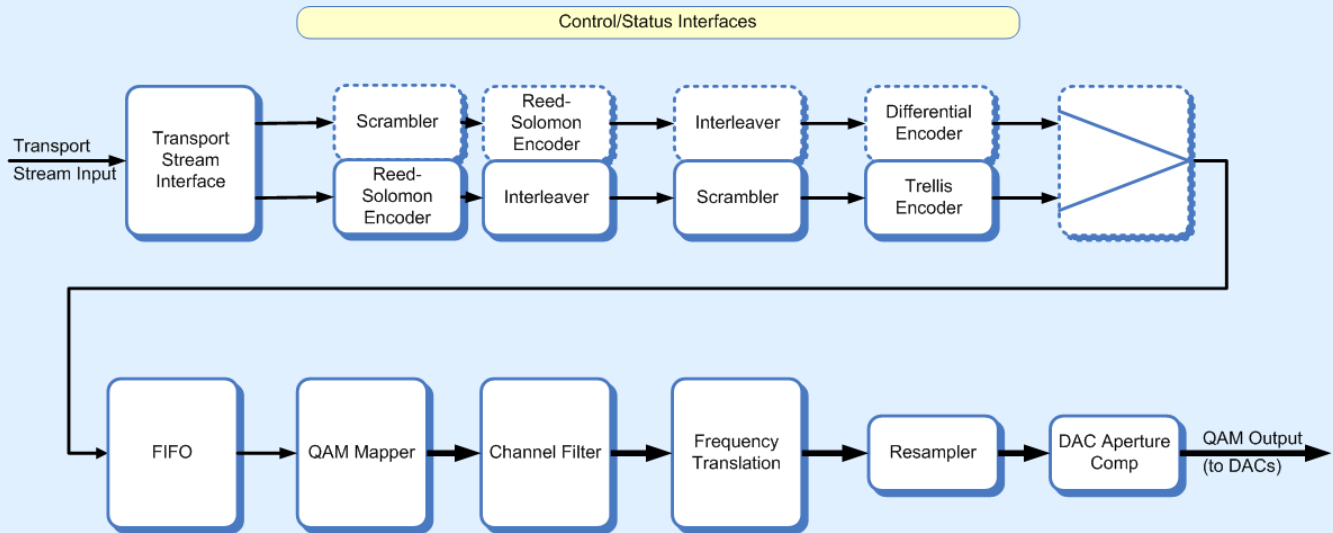 Control/Status Interfaces
Transport
Stream Input
Transport
Stream
Interface
Scrambler
Reed-
Solomon
Encoder
Interleaver
Differential
Encoder
Reed-
Solomon
Encoder
Interleaver
Scrambler
Trellis
Encoder
FIFO
QAM Mapper
Channel Filter
Frequency
Translation
Resampler
DAC Aperture
Comp
QAM Output
(to DACs)